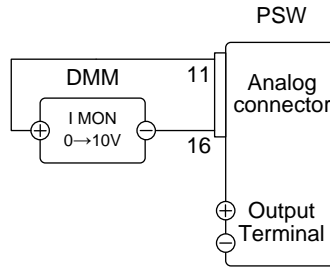 PSW
DMM
11
Analog
connector
I MON
0→10V
16
Output
Terminal